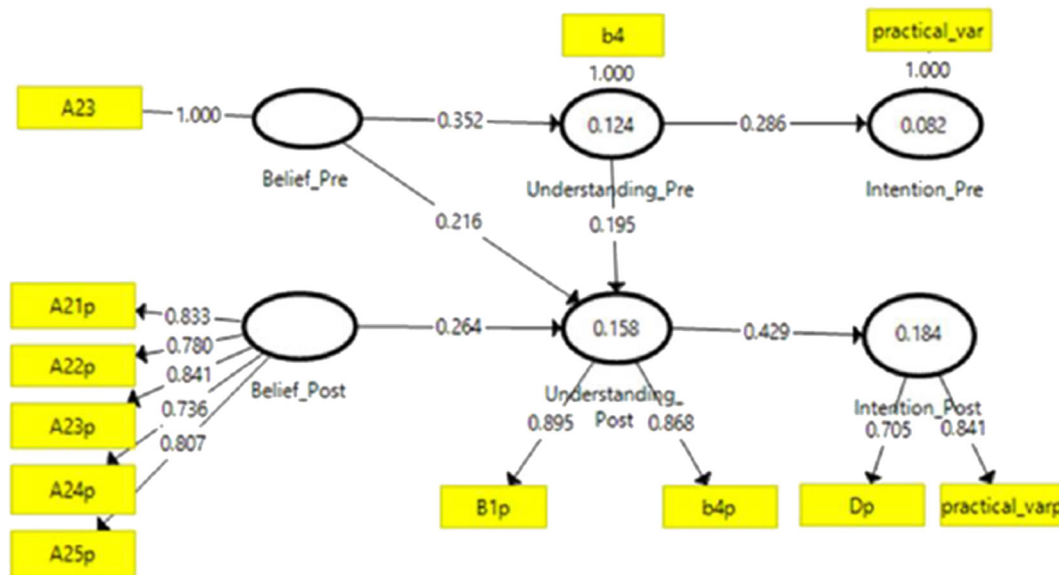 b4
practical_var
1.000
1.000
A23
1.000
0.352
0.124
0.286
0.082
Belief_Pre
Understanding_Pre
Intention_Pre
0.216
0.195
A21p
0.833
A22p
0.780
0.264
0.158
0.429
0.184
A23p
0.841
Belief_Post
Understanding_
Post
Intention_Post
0.736
0.895
0.868
0.705
0.841
A24p
0.807
B1p
b4p
Dp
practical_varp
A25p